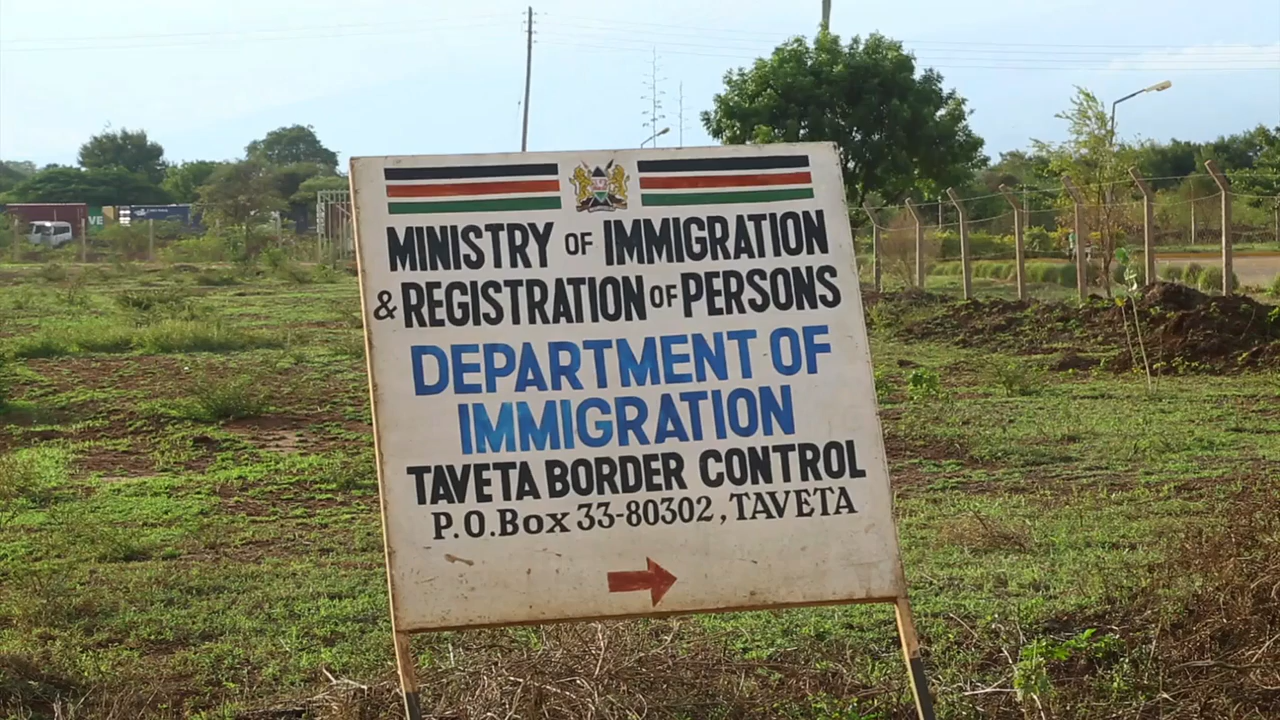 MINISTRY OF IMMIGRATION
& REGISTRATION OF PERSONS
DEPARTMENT OF
IMMIGRATION
TAVETA BORDER CONTROL
P.O.Box 33-80302, TAVETA